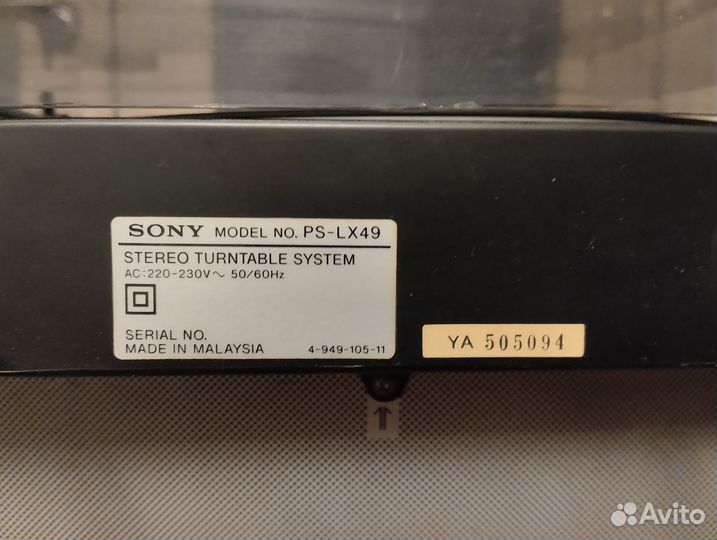 SONY MODEL NO. PS-LX49
STEREO TURNTABLE SYSTEM
AC:220-230V~ 50/60Hz
SERIAL NO.
MADE IN MALAYSIA 4-949-105-11
YA 505094
Avito